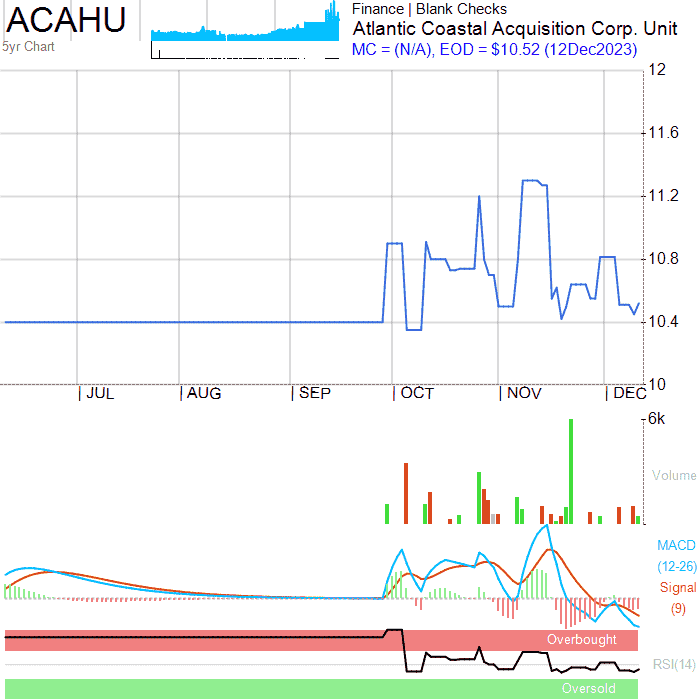 ACAHU
5yr Chart
Finance | Blank Checks
Atlantic Coastal Acquisition Corp. Unit
MC = (N/A), EOD = $10.52 (12Dec2023)
12
11.6
11.2
10.8
10.4
10
| JUL | AUG | SEP | OCT | NOV | DEC
6k
Volume
MACD
(12-26)
Signal
(9)
Overbought
RSI(14)
Oversold